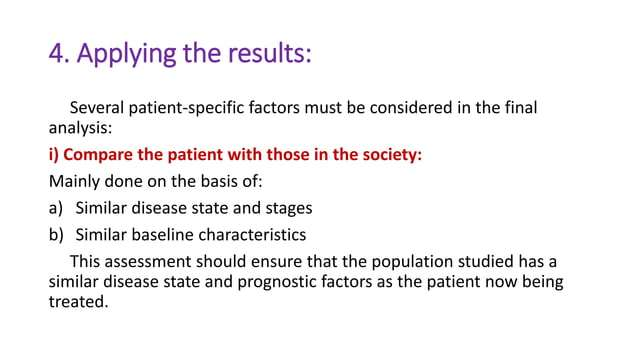 4. Applying the results:
Several patient-specific factors must be considered in the final
analysis:
i) Compare the patient with those in the society:
Mainly done on the basis of:
a) Similar disease state and stages
b) Similar baseline characteristics
This assessment should ensure that the population studied has a
similar disease state and prognostic factors as the patient now being
treated.